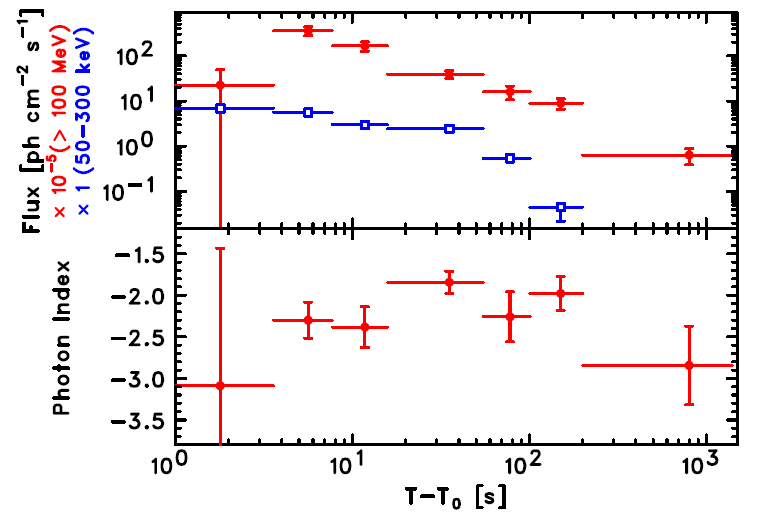 Flux [ph cm⁻² s⁻¹]
× 10⁻⁵(> 100 MeV)
× 1 (50−300 keV)
10²
10¹
10⁰
10⁻¹
Photon Index
−1.5
−2.0
−2.5
−3.0
−3.5
10⁰ 10¹ 10² 10³
T−T₀ [s]